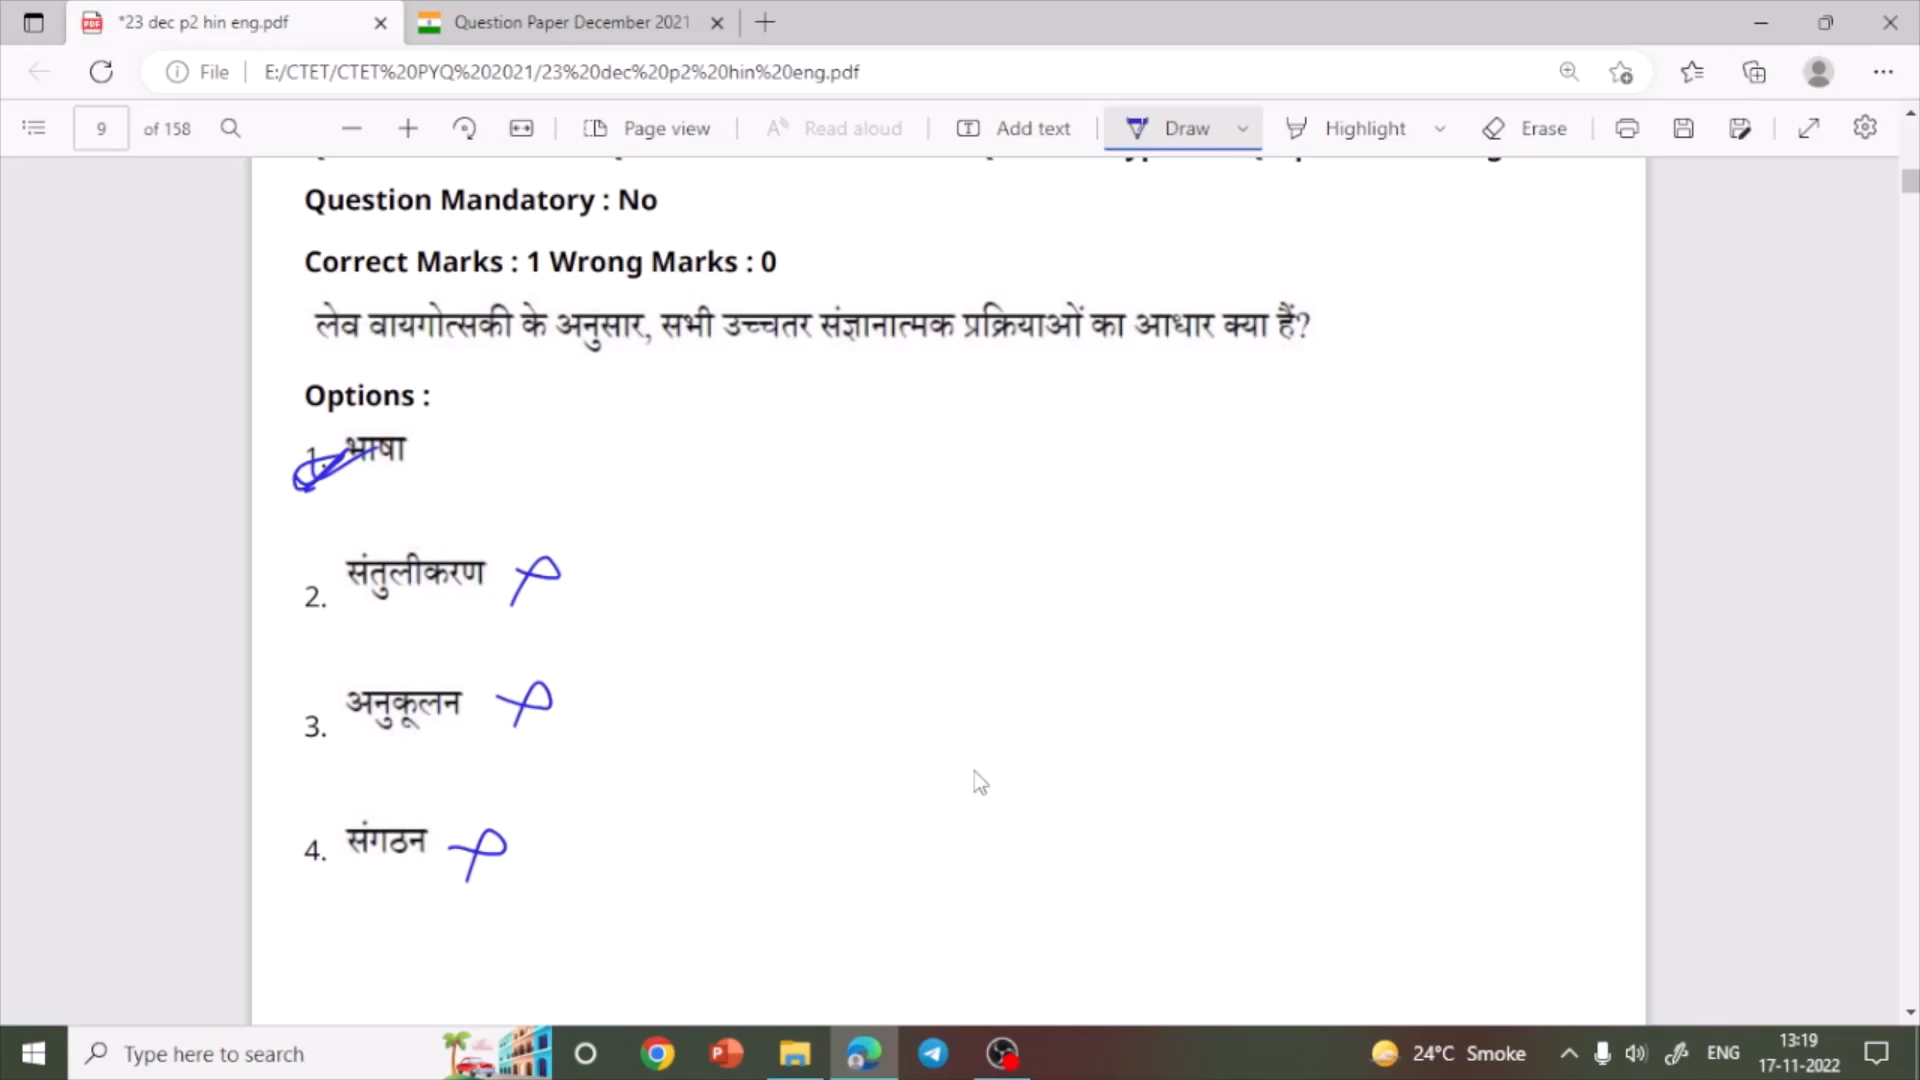 *23 dec p2 hin eng.pdf
Question Paper December 2021
File
E:/CTET/CTET%20PYQ%202021/23%20dec%20p2%20hin%20eng.pdf
9 of 158
Page view
Read aloud
Add text
Draw
Highlight
Erase
Question Mandatory : No
Correct Marks : 1 Wrong Marks : 0
लेव वायगोत्सकी के अनुसार, सभी उच्चतर संज्ञानात्मक प्रक्रियाओं का आधार क्या हैं?
Options :
1. भाषा
2. संतुलीकरण
3. अनुकूलन
4. संगठन
Type here to search
24°C Smoke
ENG
13:19
17-11-2022